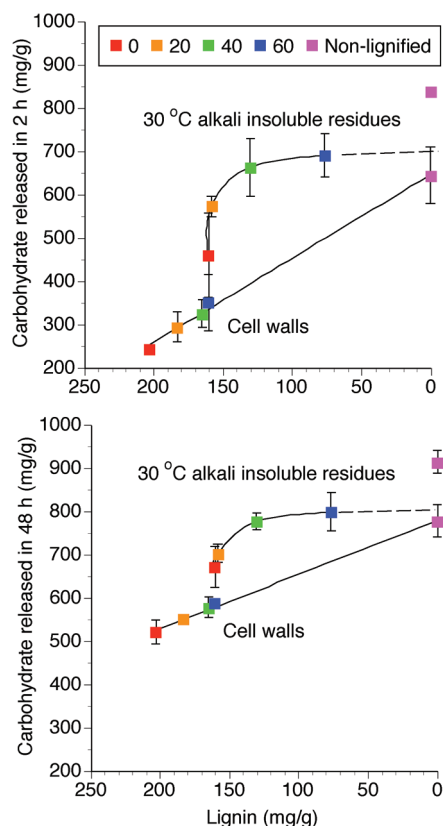 Carbohydrate released in 2 h (mg/g)
1000
900
800
700
600
500
400
300
200
0 20 40 60 Non-lignified
30 °C alkali insoluble residues
Cell walls
250 200 150 100 50 0
Carbohydrate released in 48 h (mg/g)
1000
900
800
700
600
500
400
300
200
30 °C alkali insoluble residues
Cell walls
250 200 150 100 50 0
Lignin (mg/g)